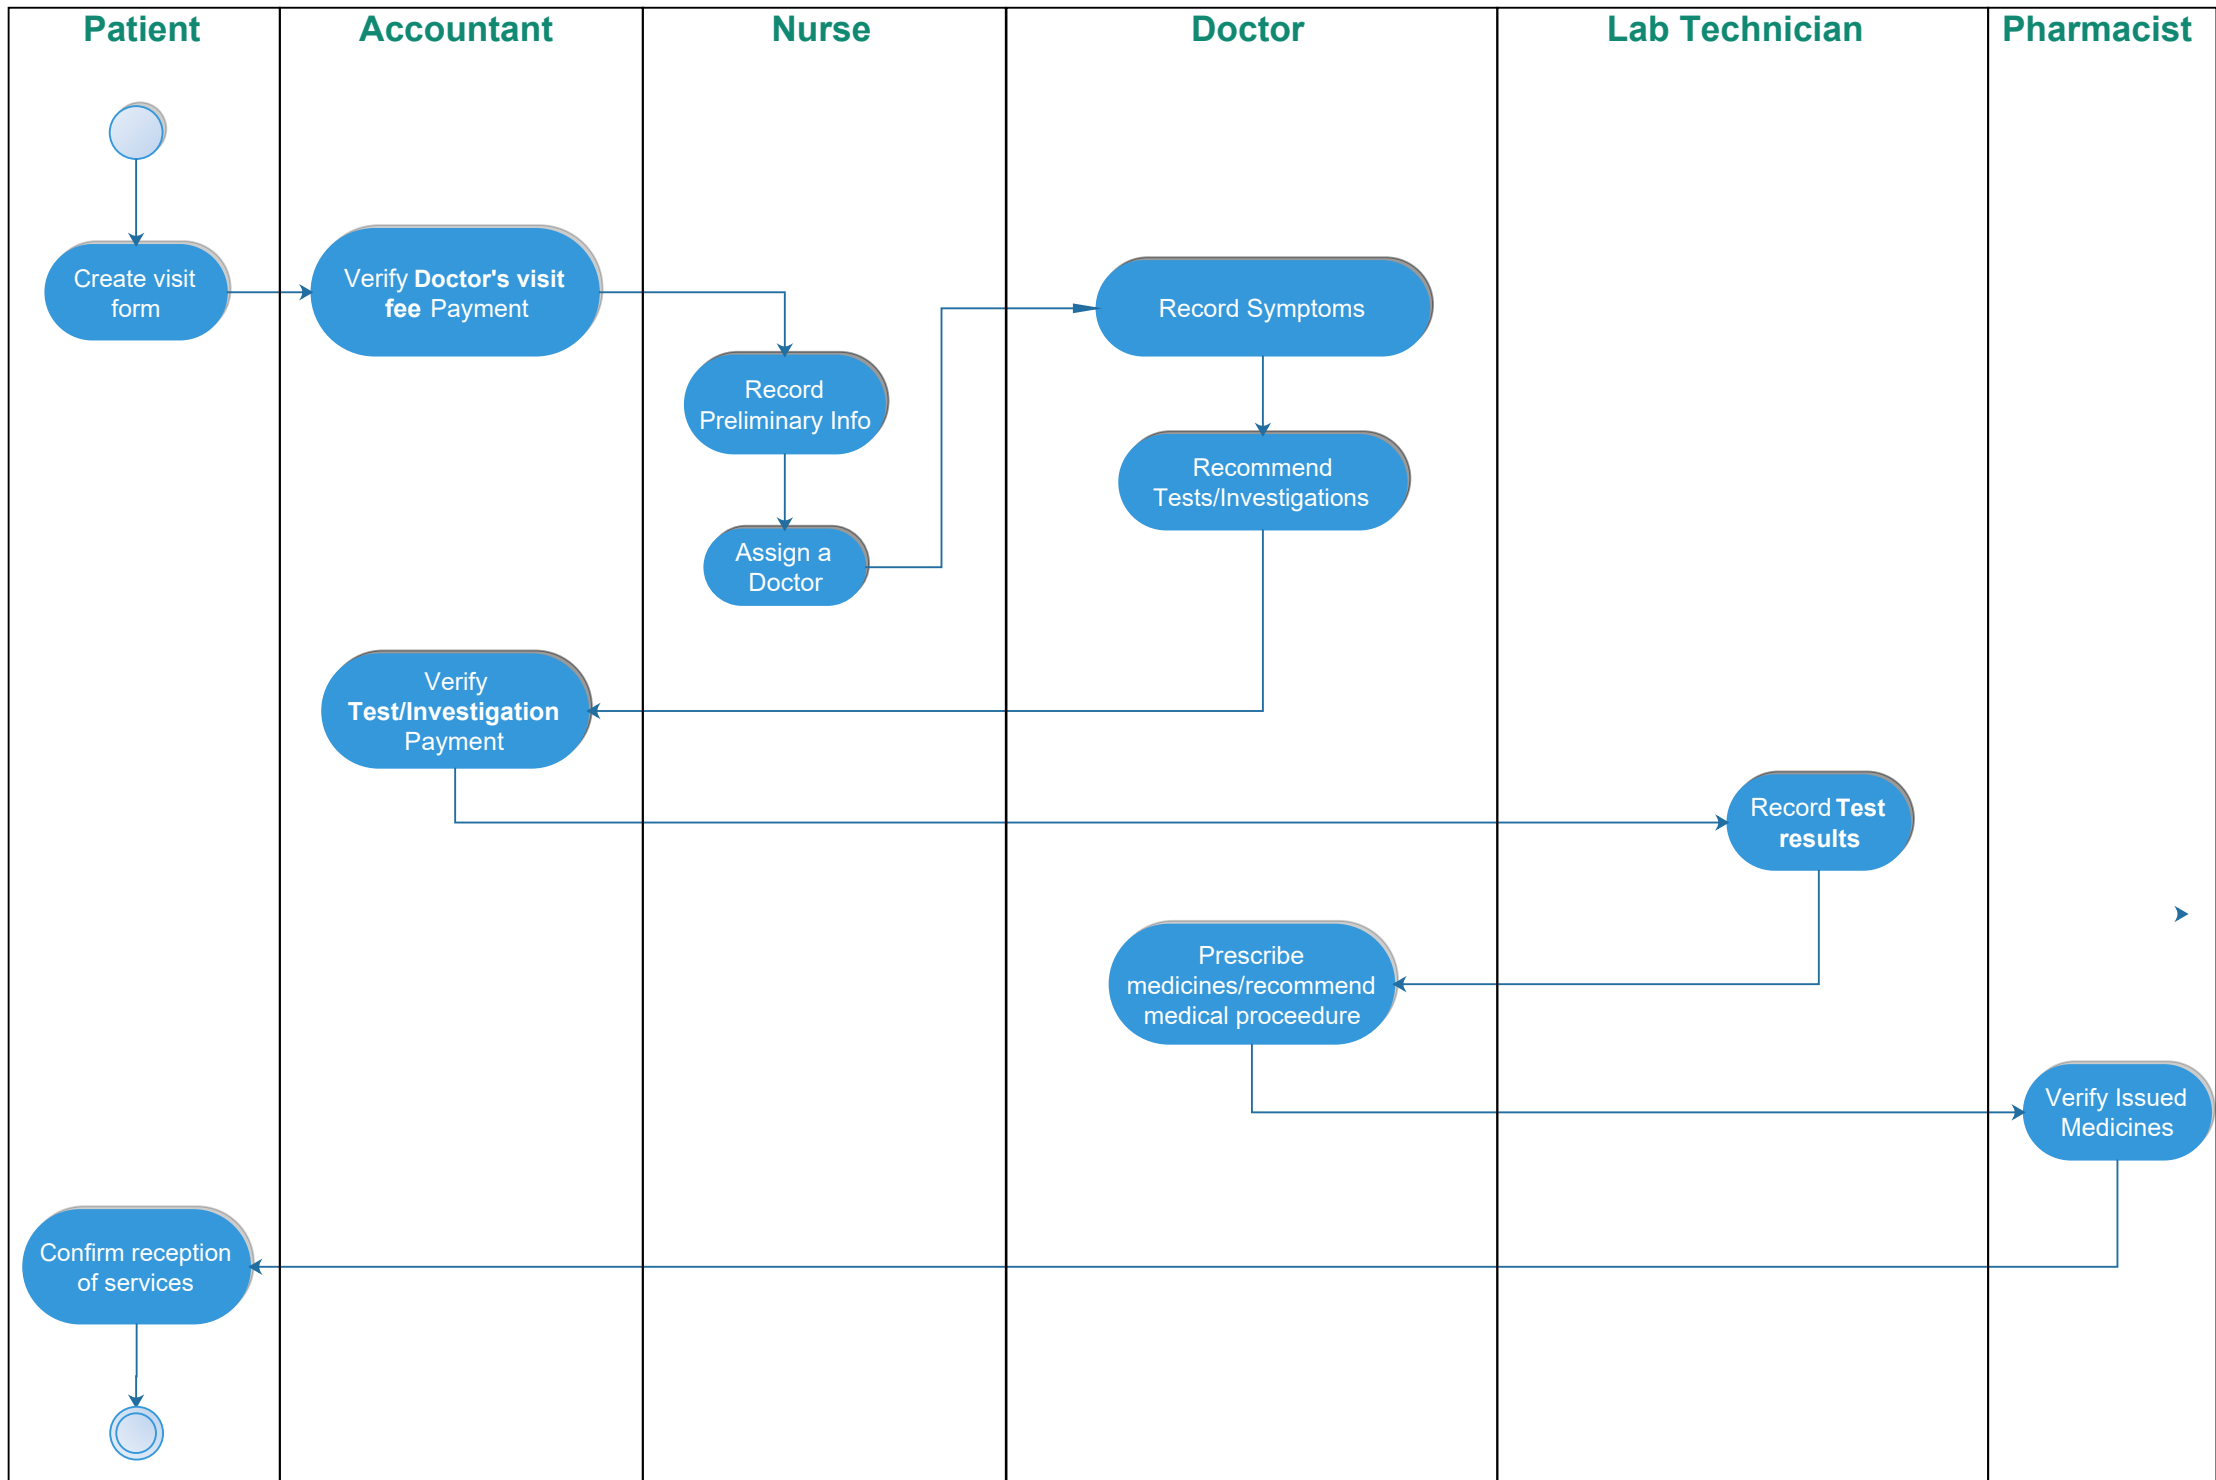 Patient
Accountant
Nurse
Doctor
Lab Technician
Pharmacist
Create visit
form
Verify Doctor's visit
fee Payment
Record Symptoms
Record
Preliminary Info
Recommend
Tests/Investigations
Assign a
Doctor
Verify
Test/Investigation
Payment
Record Test
results
Prescribe
medicines/recommend
medical proceedure
Verify Issued
Medicines
Confirm reception
of services